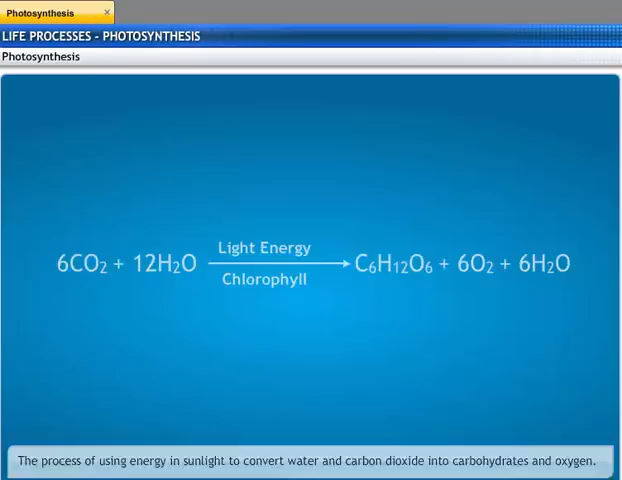 Photosynthesis ×
LIFE PROCESSES - PHOTOSYNTHESIS
Photosynthesis
Light Energy
6CO₂ + 12H₂O → C₆H₁₂O₆ + 6O₂ + 6H₂O
Chlorophyll
The process of using energy in sunlight to convert water and carbon dioxide into carbohydrates and oxygen.